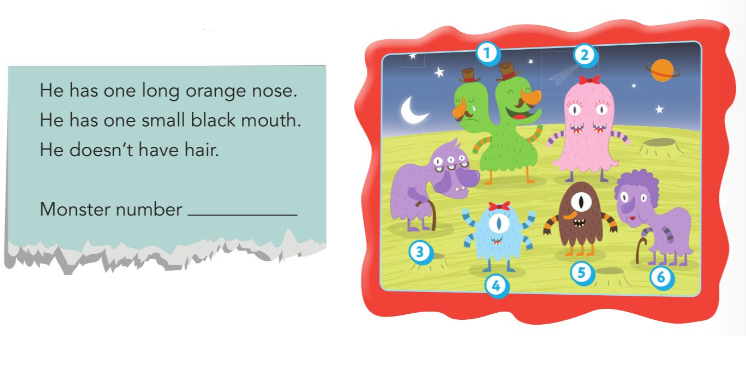 He has one long orange nose.
He has one small black mouth.
He doesn't have hair.
Monster number ____________
1
2
3
4
5
6